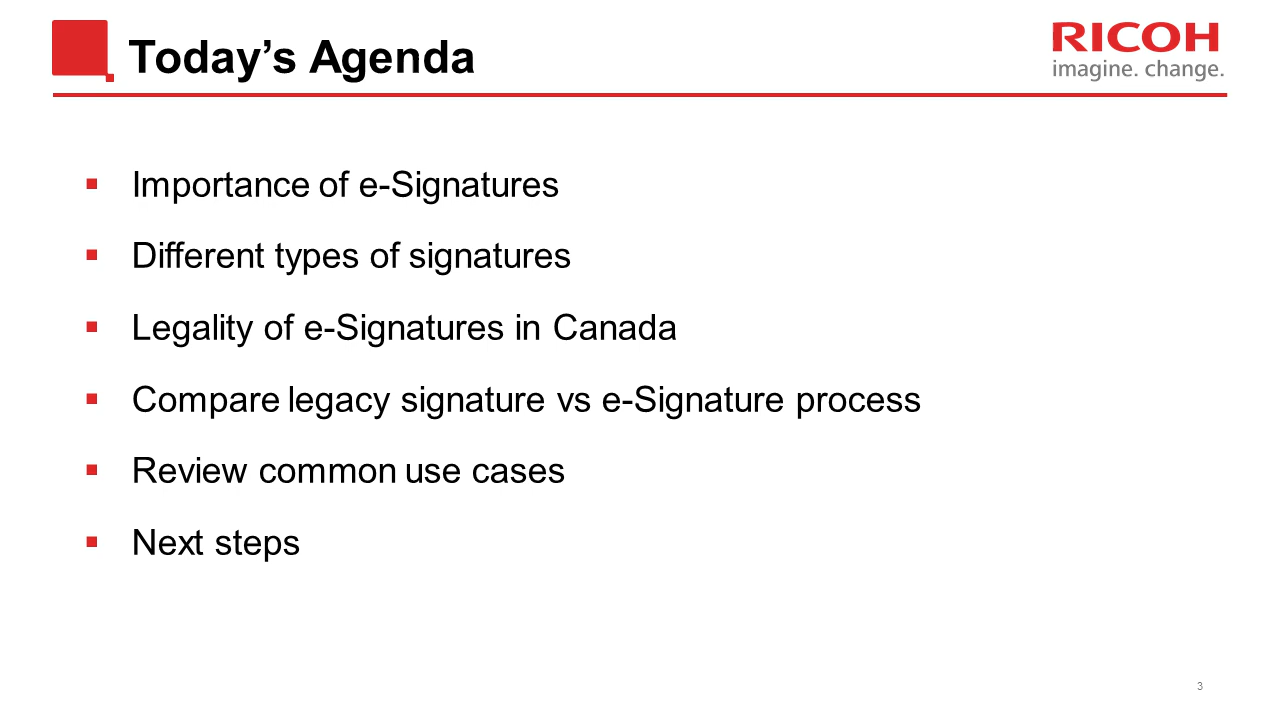 Today’s Agenda
RICOH
imagine. change.
▪ Importance of e-Signatures
▪ Different types of signatures
▪ Legality of e-Signatures in Canada
▪ Compare legacy signature vs e-Signature process
▪ Review common use cases
▪ Next steps
3